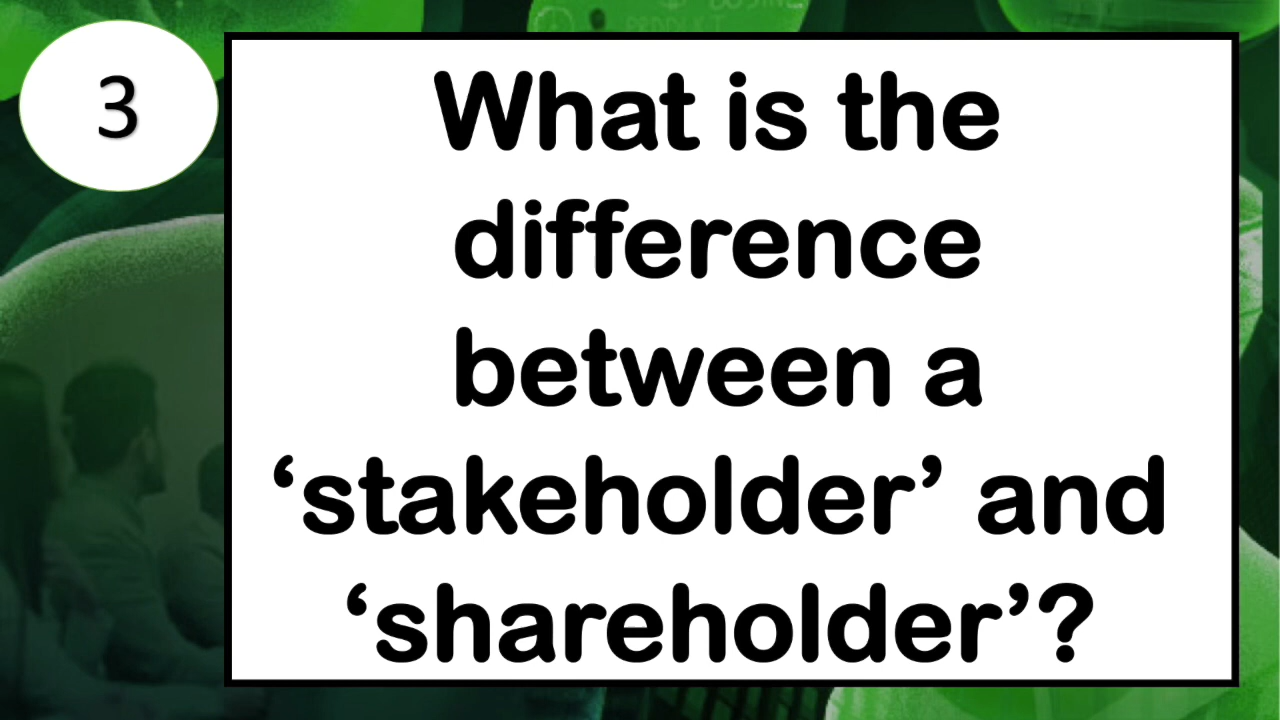 3
What is the
difference
between a
‘stakeholder’ and
‘shareholder’?